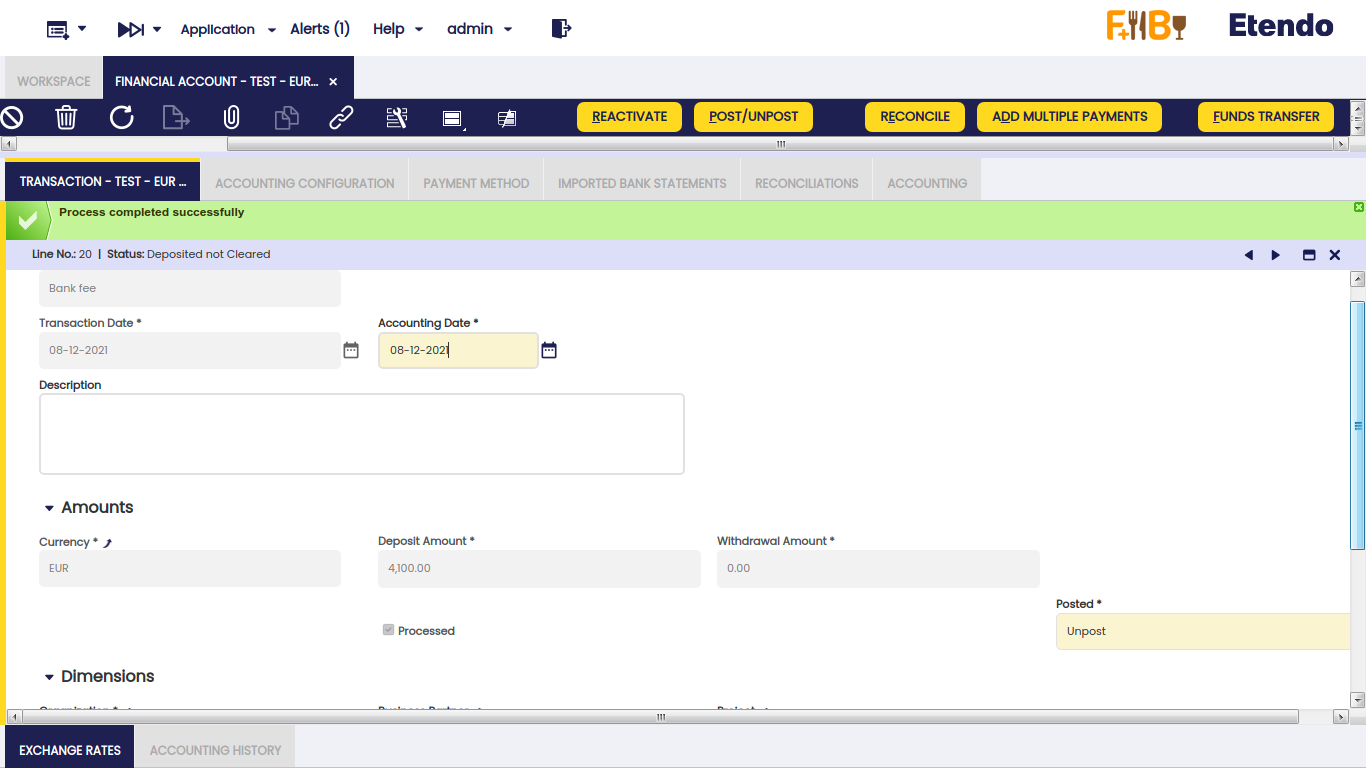 Application
Alerts (1)
Help
admin
F+ B
Etendo
WORKSPACE
FINANCIAL ACCOUNT - TEST - EUR...
REACTIVATE
POST/UNPOST
RECONCILE
ADD MULTIPLE PAYMENTS
FUNDS TRANSFER
TRANSACTION - TEST - EUR ...
ACCOUNTING CONFIGURATION
PAYMENT METHOD
IMPORTED BANK STATEMENTS
RECONCILIATIONS
ACCOUNTING
Process completed successfully
Line No.: 20 | Status: Deposited not Cleared
Bank fee
Transaction Date *
Accounting Date *
08-12-2021
08-12-2021
Description
Amounts
Currency *
Deposit Amount *
Withdrawal Amount *
EUR
4,100.00
0.00
Posted *
Processed
Unpost
Dimensions
EXCHANGE RATES
ACCOUNTING HISTORY